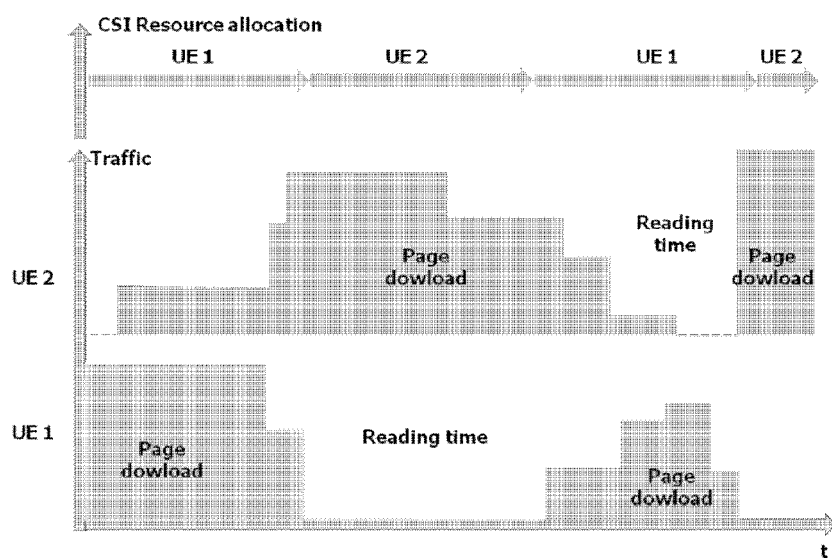 CSI Resource allocation
UE 1
UE 2
UE 1
UE 2
Traffic
Reading
time
Page
dowload
Page
dowload
UE 2
UE 1
Reading time
Page
dowload
Page
dowload
t